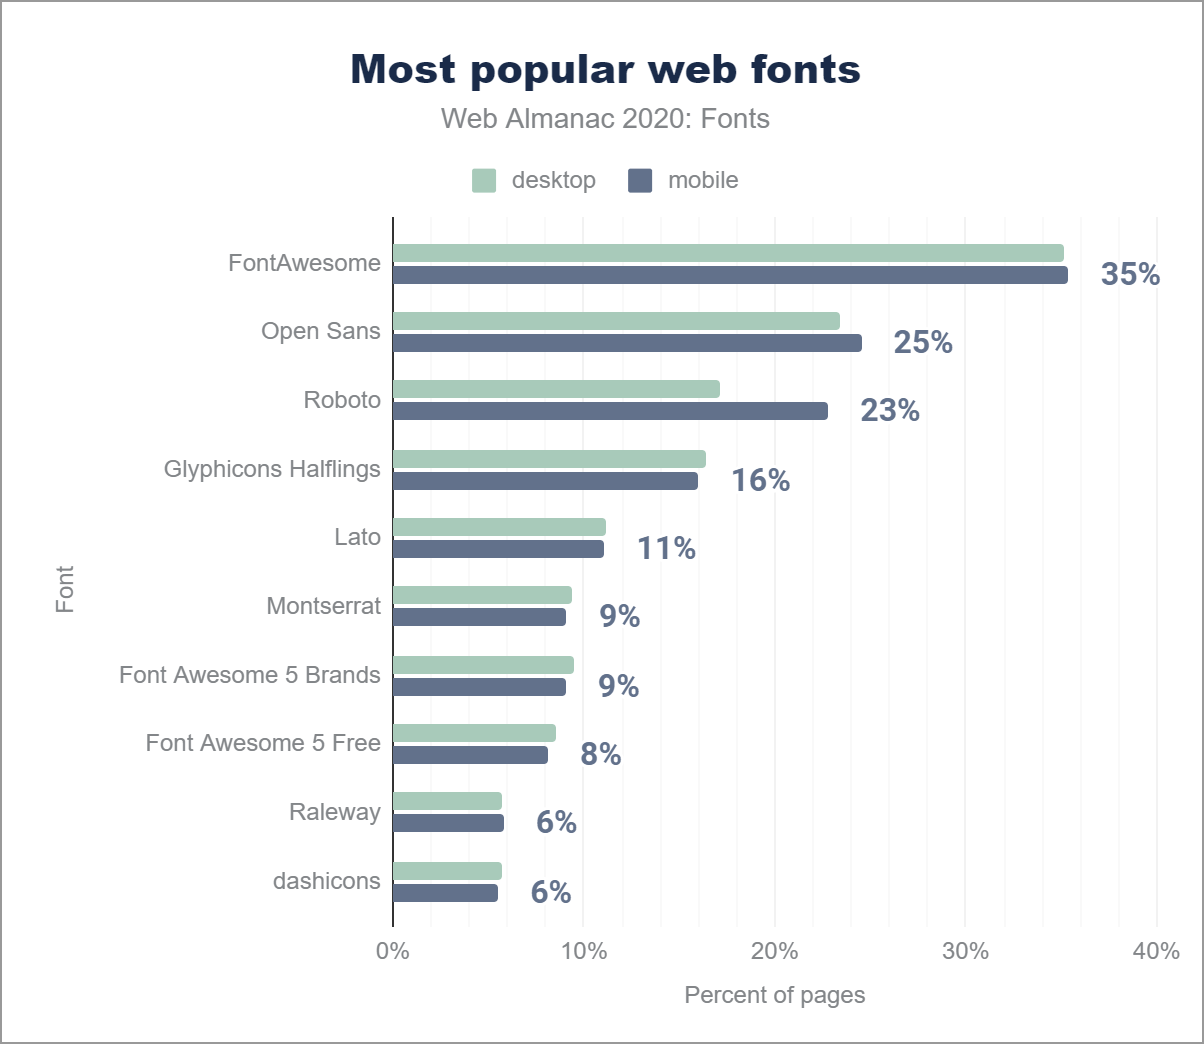 Most popular web fonts
Web Almanac 2020: Fonts
desktop
mobile
FontAwesome
35%
Open Sans
25%
Roboto
23%
Glyphicons Halflings
16%
Lato
11%
Montserrat
9%
Font Awesome 5 Brands
9%
Font Awesome 5 Free
8%
Raleway
6%
dashicons
6%
Font
0%
10%
20%
30%
40%
Percent of pages